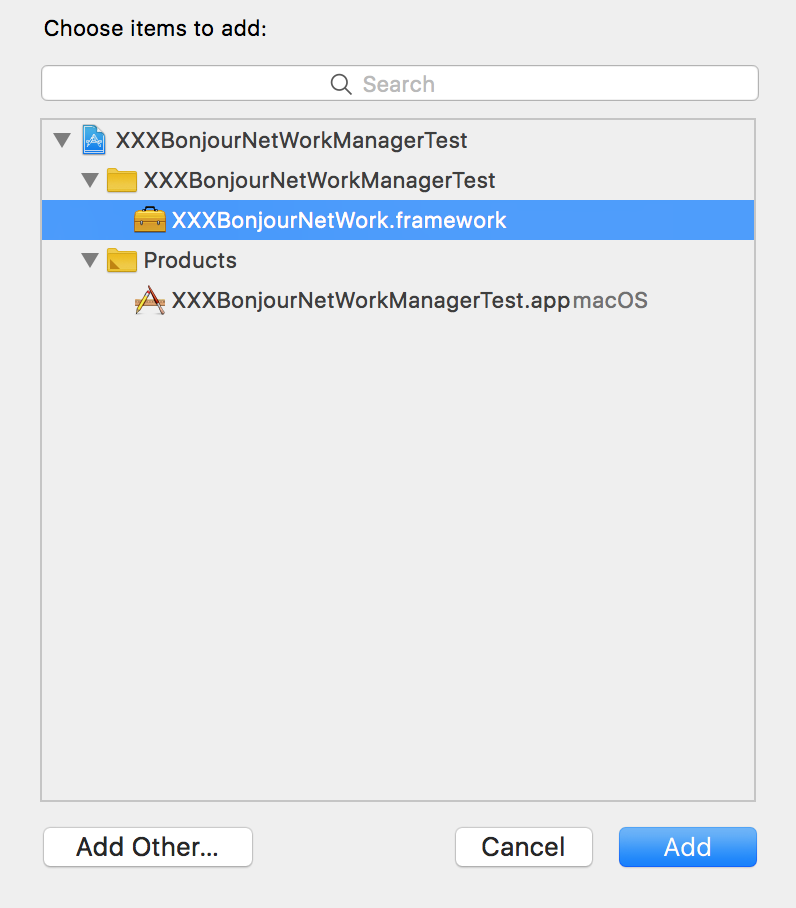 Choose items to add:
Search
XXXBonjourNetWorkManagerTest
XXXBonjourNetWorkManagerTest
XXXBonjourNetWork.framework
Products
XXXBonjourNetWorkManagerTest.app macOS
Add Other...
Cancel
Add